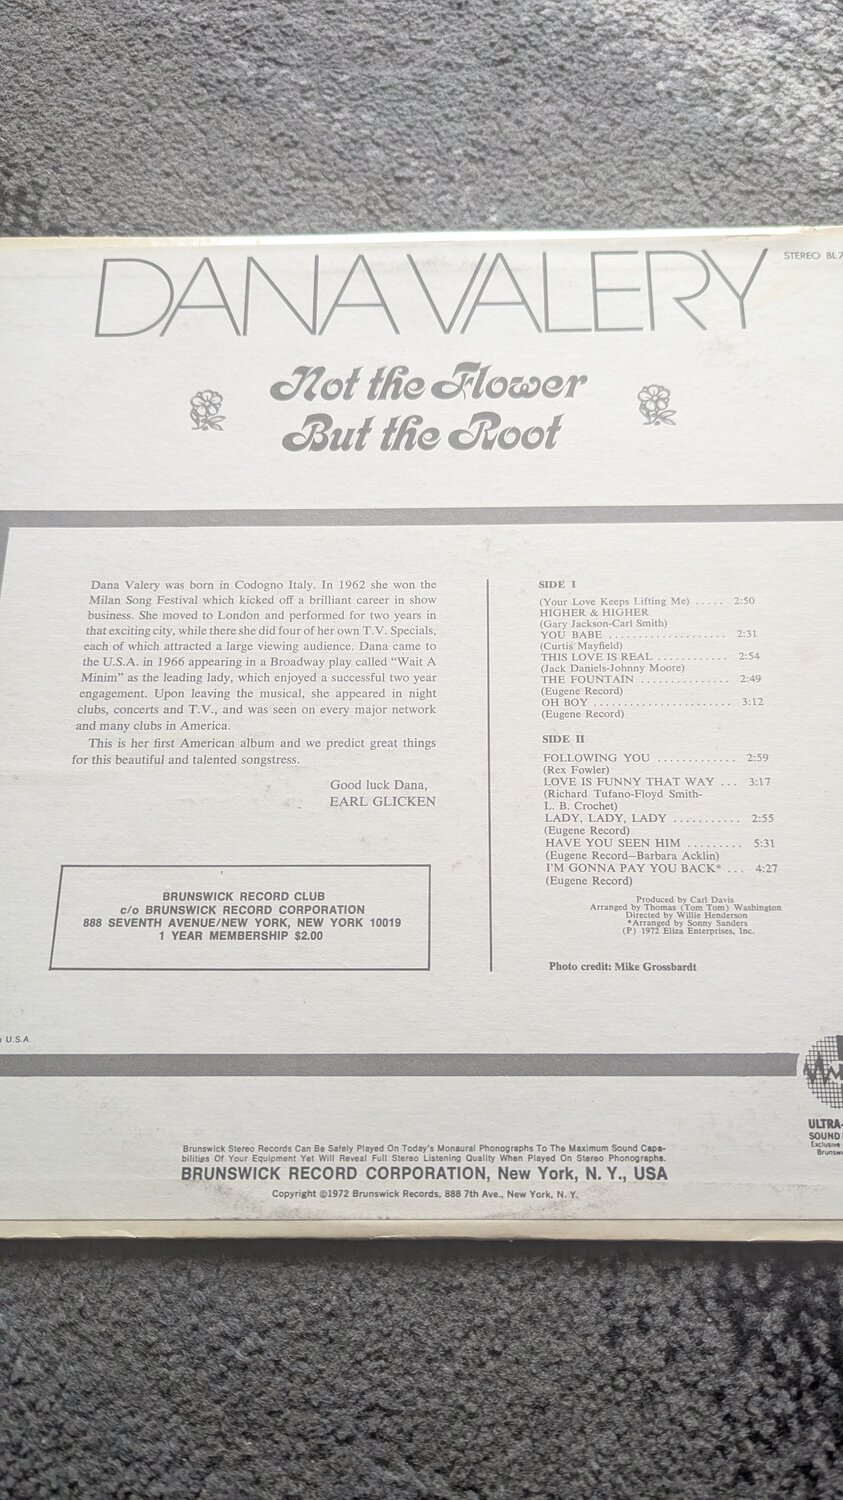 DANA VALERY
STEREO BL7
Not the Flower
But the Root
Dana Valery was born in Codogno Italy. In 1962 she won the
Milan Song Festival which kicked off a brilliant career in show
business. She moved to London and performed for two years in
that exciting city, while there she did four of her own T.V. Specials,
each of which attracted a large viewing audience. Dana came to
the U.S.A. in 1966 appearing in a Broadway play called "Wait A
Minim" as the leading lady, which enjoyed a successful two year
engagement. Upon leaving the musical, she appeared in night
clubs, concerts and T.V., and was seen on every major network
and many clubs in America.
This is her first American album and we predict great things
for this beautiful and talented songstress.
Good luck Dana,
EARL GLICKEN
BRUNSWICK RECORD CLUB
c/o BRUNSWICK RECORD CORPORATION
888 SEVENTH AVENUE/NEW YORK, NEW YORK 10019
1 YEAR MEMBERSHIP $2.00
SIDE I
(Your Love Keeps Lifting Me) ..... 2:50
HIGHER & HIGHER
(Gary Jackson-Carl Smith)
YOU BABE .................... 2:31
(Curtis Mayfield)
THIS LOVE IS REAL ............ 2:54
(Jack Daniels-Johnny Moore)
THE FOUNTAIN ............... 2:49
(Eugene Record)
OH BOY ....................... 3:12
(Eugene Record)
SIDE II
FOLLOWING YOU ............. 2:59
(Rex Fowler)
LOVE IS FUNNY THAT WAY ... 3:17
(Richard Tufano-Floyd Smith-
L. B. Crochet)
LADY, LADY, LADY ........... 2:55
(Eugene Record)
HAVE YOU SEEN HIM ......... 5:31
(Eugene Record—Barbara Acklin)
I'M GONNA PAY YOU BACK* ... 4:27
(Eugene Record)
Produced by Carl Davis
Arranged by Thomas (Tom Tom) Washington
Directed by Willie Henderson
*Arranged by Sonny Sanders
(P) 1972 Eliza Enterprises, Inc.
Photo credit: Mike Grossbardt
U.S.A.
ULTRA-
SOUND
Exclusive
Brunsw
Brunswick Stereo Records Can Be Safely Played On Today's Monaural Phonographs To The Maximum Sound Capa-
bilities Of Your Equipment Yet Will Reveal Full Stereo Listening Quality When Played On Stereo Phonographs.
BRUNSWICK RECORD CORPORATION, New York, N. Y., USA
Copyright ©1972 Brunswick Records, 888 7th Ave., New York, N. Y.